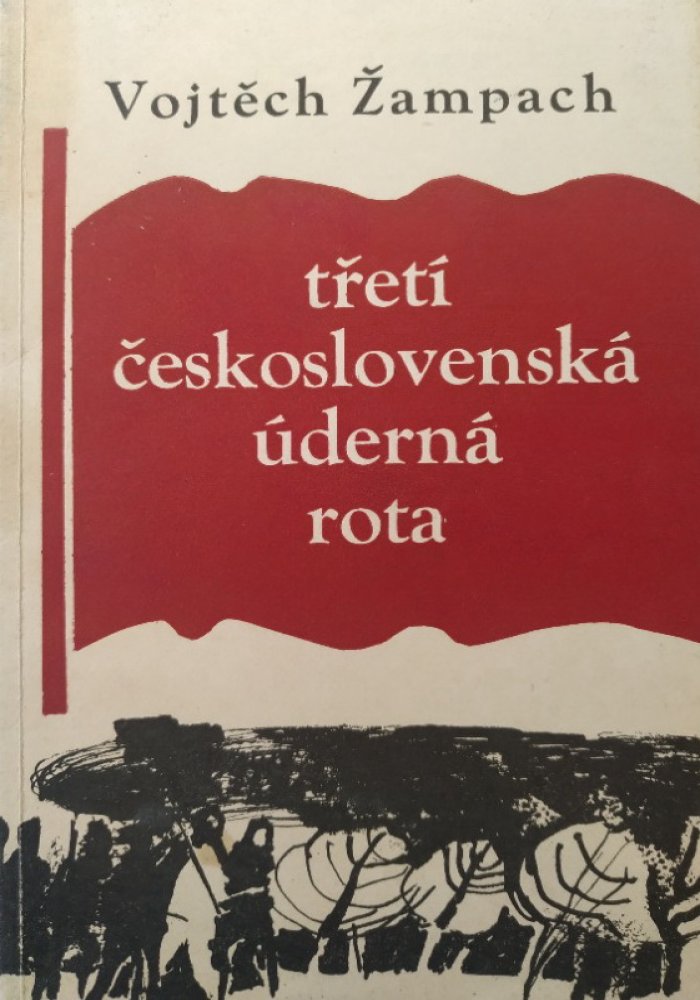 Vojtěch Žampach
třetí
československá
úderná
rota